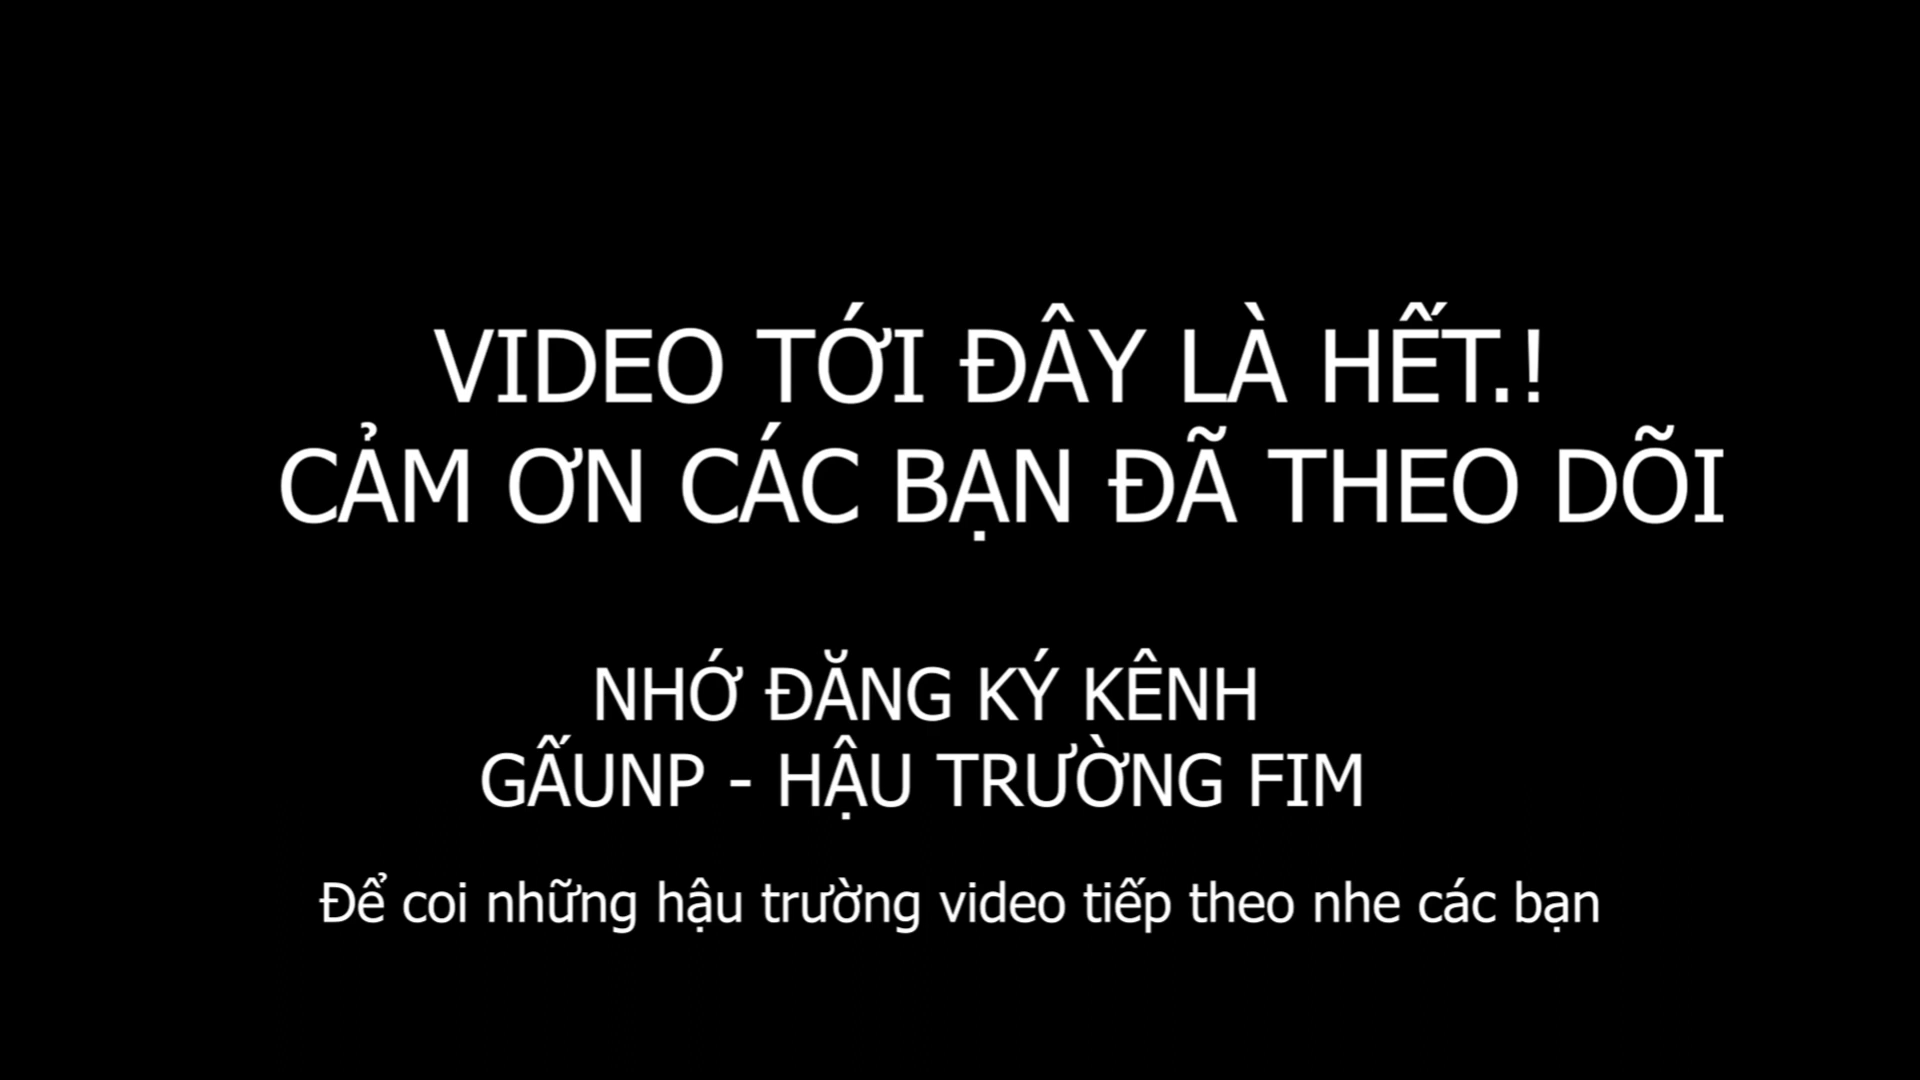 VIDEO TỚI ĐÂY LÀ HẾT.!
CẢM ƠN CÁC BẠN ĐÃ THEO DÕI
NHỚ ĐĂNG KÝ KÊNH
GẤUNP - HẬU TRƯỜNG FIM
Để coi những hậu trường video tiếp theo nhe các bạn